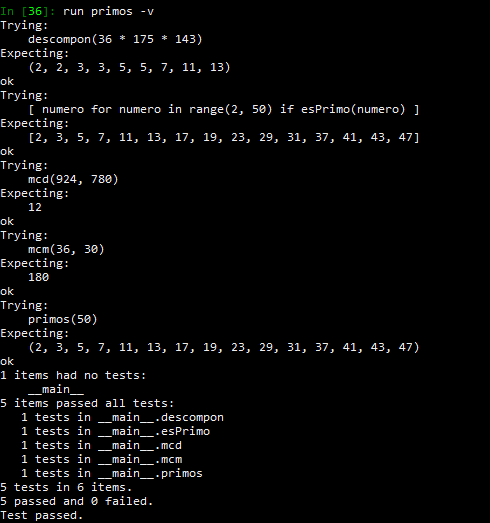 In [36]: run primos -v
Trying:
    descompon(36 * 175 * 143)
Expecting:
    (2, 2, 3, 3, 5, 5, 7, 11, 13)
ok
Trying:
    [ numero for numero in range(2, 50) if esPrimo(numero) ]
Expecting:
    [2, 3, 5, 7, 11, 13, 17, 19, 23, 29, 31, 37, 41, 43, 47]
ok
Trying:
    mcd(924, 780)
Expecting:
    12
ok
Trying:
    mcm(36, 30)
Expecting:
    180
ok
Trying:
    primos(50)
Expecting:
    (2, 3, 5, 7, 11, 13, 17, 19, 23, 29, 31, 37, 41, 43, 47)
ok
1 items had no tests:
    __main__
5 items passed all tests:
   1 tests in __main__.descompon
   1 tests in __main__.esPrimo
   1 tests in __main__.mcd
   1 tests in __main__.mcm
   1 tests in __main__.primos
5 tests in 6 items.
5 passed and 0 failed.
Test passed.